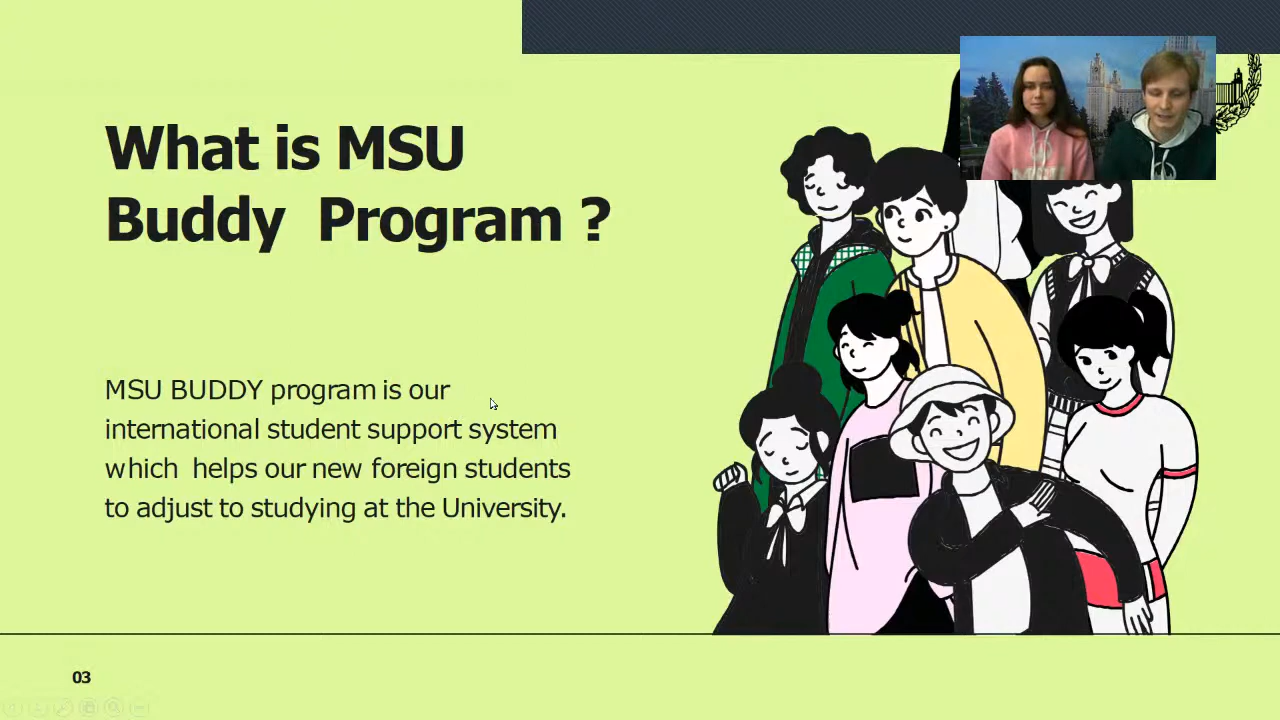 What is MSU
Buddy Program ?
MSU BUDDY program is our
international student support system
which helps our new foreign students
to adjust to studying at the University.
03